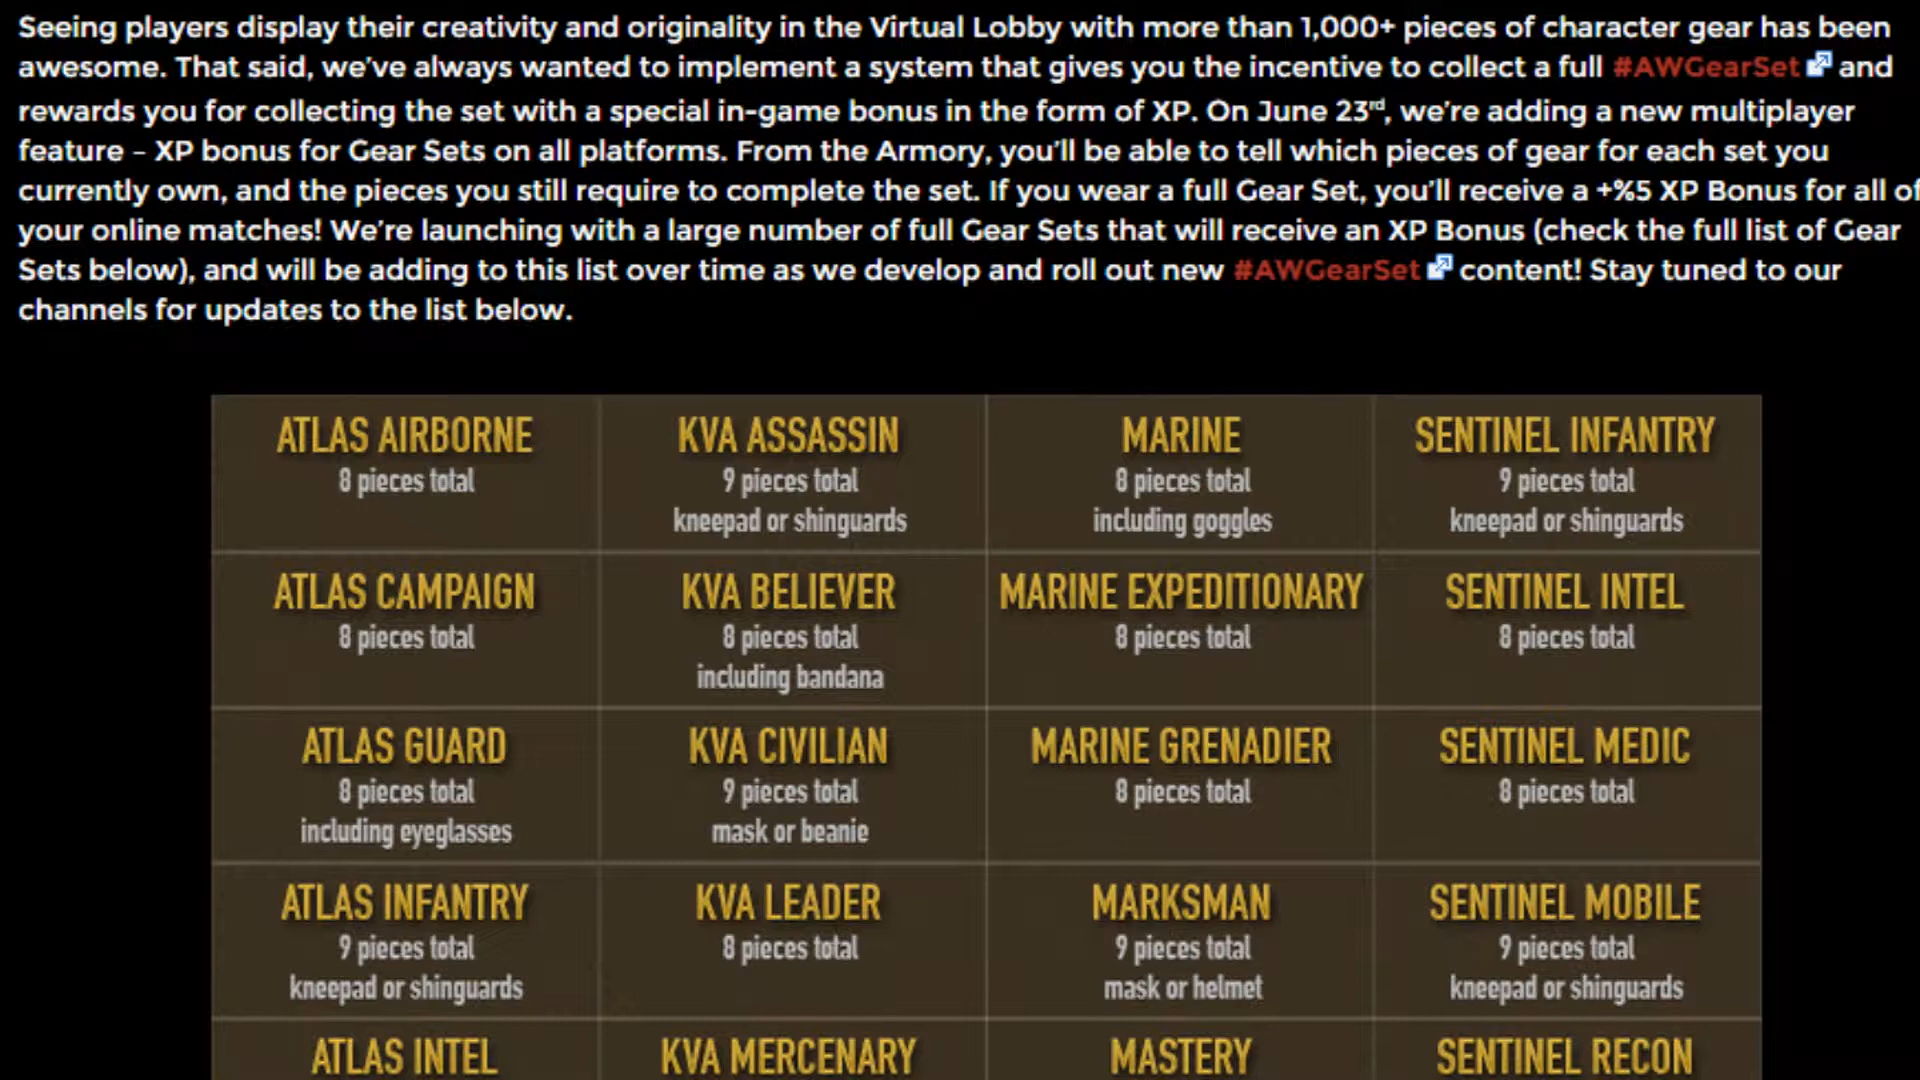 Seeing players display their creativity and originality in the Virtual Lobby with more than 1,000+ pieces of character gear has been
awesome. That said, we've always wanted to implement a system that gives you the incentive to collect a full #AWGearSet and
rewards you for collecting the set with a special in-game bonus in the form of XP. On June 23rd, we're adding a new multiplayer
feature – XP bonus for Gear Sets on all platforms. From the Armory, you'll be able to tell which pieces of gear for each set you
currently own, and the pieces you still require to complete the set. If you wear a full Gear Set, you'll receive a +%5 XP Bonus for all of
your online matches! We're launching with a large number of full Gear Sets that will receive an XP Bonus (check the full list of Gear
Sets below), and will be adding to this list over time as we develop and roll out new #AWGearSet content! Stay tuned to our
channels for updates to the list below.
ATLAS AIRBORNE KVA ASSASSIN MARINE SENTINEL INFANTRY
8 pieces total 9 pieces total 8 pieces total 9 pieces total
kneepad or shinguards including goggles kneepad or shinguards
ATLAS CAMPAIGN KVA BELIEVER MARINE EXPEDITIONARY SENTINEL INTEL
8 pieces total 8 pieces total 8 pieces total 8 pieces total
including bandana
ATLAS GUARD KVA CIVILIAN MARINE GRENADIER SENTINEL MEDIC
8 pieces total 9 pieces total 8 pieces total 8 pieces total
including eyeglasses mask or beanie
ATLAS INFANTRY KVA LEADER MARKSMAN SENTINEL MOBILE
9 pieces total 8 pieces total 9 pieces total 9 pieces total
kneepad or shinguards mask or helmet kneepad or shinguards
ATLAS INTEL KVA MERCENARY MASTERY SENTINEL RECON